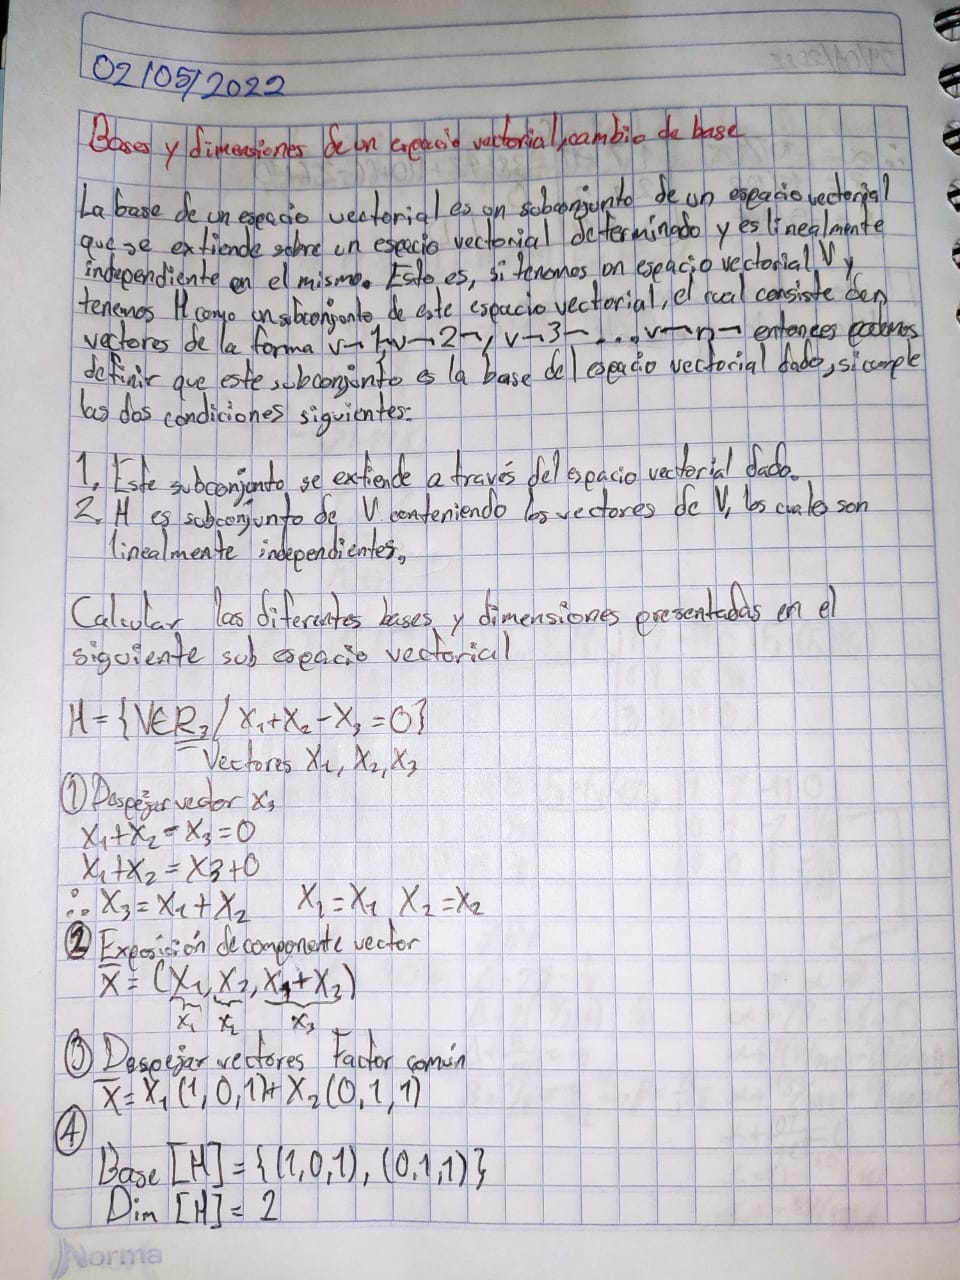 02/05/2022
Bases y dimensiones de un espacio vectorial, cambio de base
La base de un espacio vectorial es un subconjunto de un espacio vectorial
que se extiende sobre un espacio vectorial determinado y es linealmente
independiente en el mismo. Esto es, si tenemos un espacio vectorial V y
tenemos H como un subconjunto de este espacio vectorial, el cual consiste de n
vectores de la forma v→1, v→2→, v→3→ ..., v→n→ entonces podemos
definir que este subconjunto es la base del espacio vectorial dado, si cumple
las dos condiciones siguientes:
1. Este subconjunto se extiende a través del espacio vectorial dado.
2. H es subconjunto de V conteniendo los vectores de V, los cuales son
linealmente independientes.
Calcular las diferentes bases y dimensiones presentadas en el
siguiente sub espacio vectorial
H={V∈R₃/ X₁+X₂-X₃=0}
Vectores X₁, X₂, X₃
① Despejar vector X₃
X₁+X₂-X₃=0
X₁+X₂=X3+0
∴ X₃=X₁+X₂ X₁=X₁ X₂=X₂
② Exposición de componente vector
X̄=(X₁,X₂,X₁+X₂)
X₁ X₂ X₃
③ Despejar vectores Factor común
X̄=X₁(1,0,1)+X₂(0,1,1)
④
Base [H]={(1,0,1),(0,1,1)}
Dim [H]=2
Norma